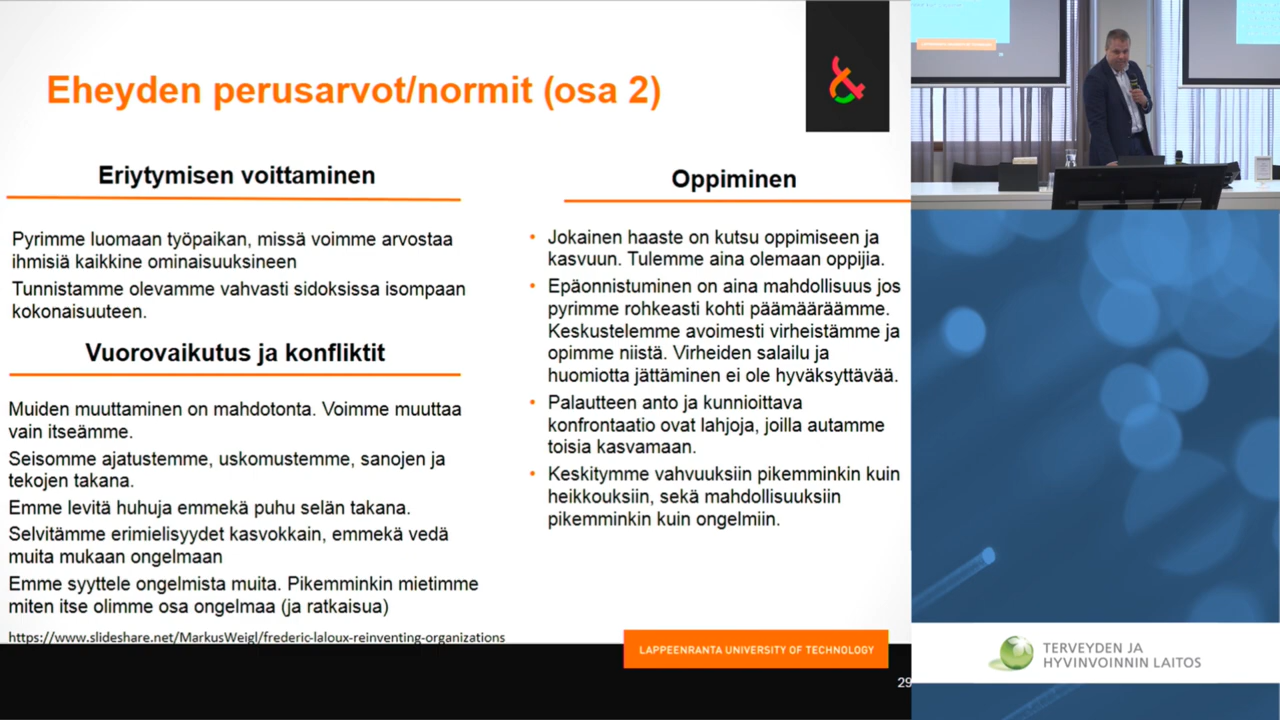 Eheyden perusarvot/normit (osa 2)
Eriytymisen voittaminen
Pyrimme luomaan työpaikan, missä voimme arvostaa
ihmisiä kaikkine ominaisuuksineen
Tunnistamme olevamme vahvasti sidoksissa isompaan
kokonaisuuteen.
Vuorovaikutus ja konfliktit
Muiden muuttaminen on mahdotonta. Voimme muuttaa
vain itseämme.
Seisomme ajatustemme, uskomustemme, sanojen ja
tekojen takana.
Emme levitä huhuja emmekä puhu selän takana.
Selvitämme erimielisyydet kasvokkain, emmekä vedä
muita mukaan ongelmaan
Emme syyttele ongelmista muita. Pikemminkin mietimme
miten itse olimme osa ongelmaa (ja ratkaisua)
https://www.slideshare.net/MarkusWeigl/frederic-laloux-reinventing-organizations
Oppiminen
• Jokainen haaste on kutsu oppimiseen ja
kasvuun. Tulemme aina olemaan oppijia.
• Epäonnistuminen on aina mahdollisuus jos
pyrimme rohkeasti kohti päämääräämme.
Keskustelemme avoimesti virheistämme ja
opimme niistä. Virheiden salailu ja
huomiotta jättäminen ei ole hyväksyttävää.
• Palautteen anto ja kunnioittava
konfrontaatio ovat lahjoja, joilla autamme
toisia kasvamaan.
• Keskitymme vahvuuksiin pikemminkin kuin
heikkouksiin, sekä mahdollisuuksiin
pikemminkin kuin ongelmiin.
LAPPEENRANTA UNIVERSITY OF TECHNOLOGY
29
TERVEYDEN JA
HYVINVOINNIN LAITOS